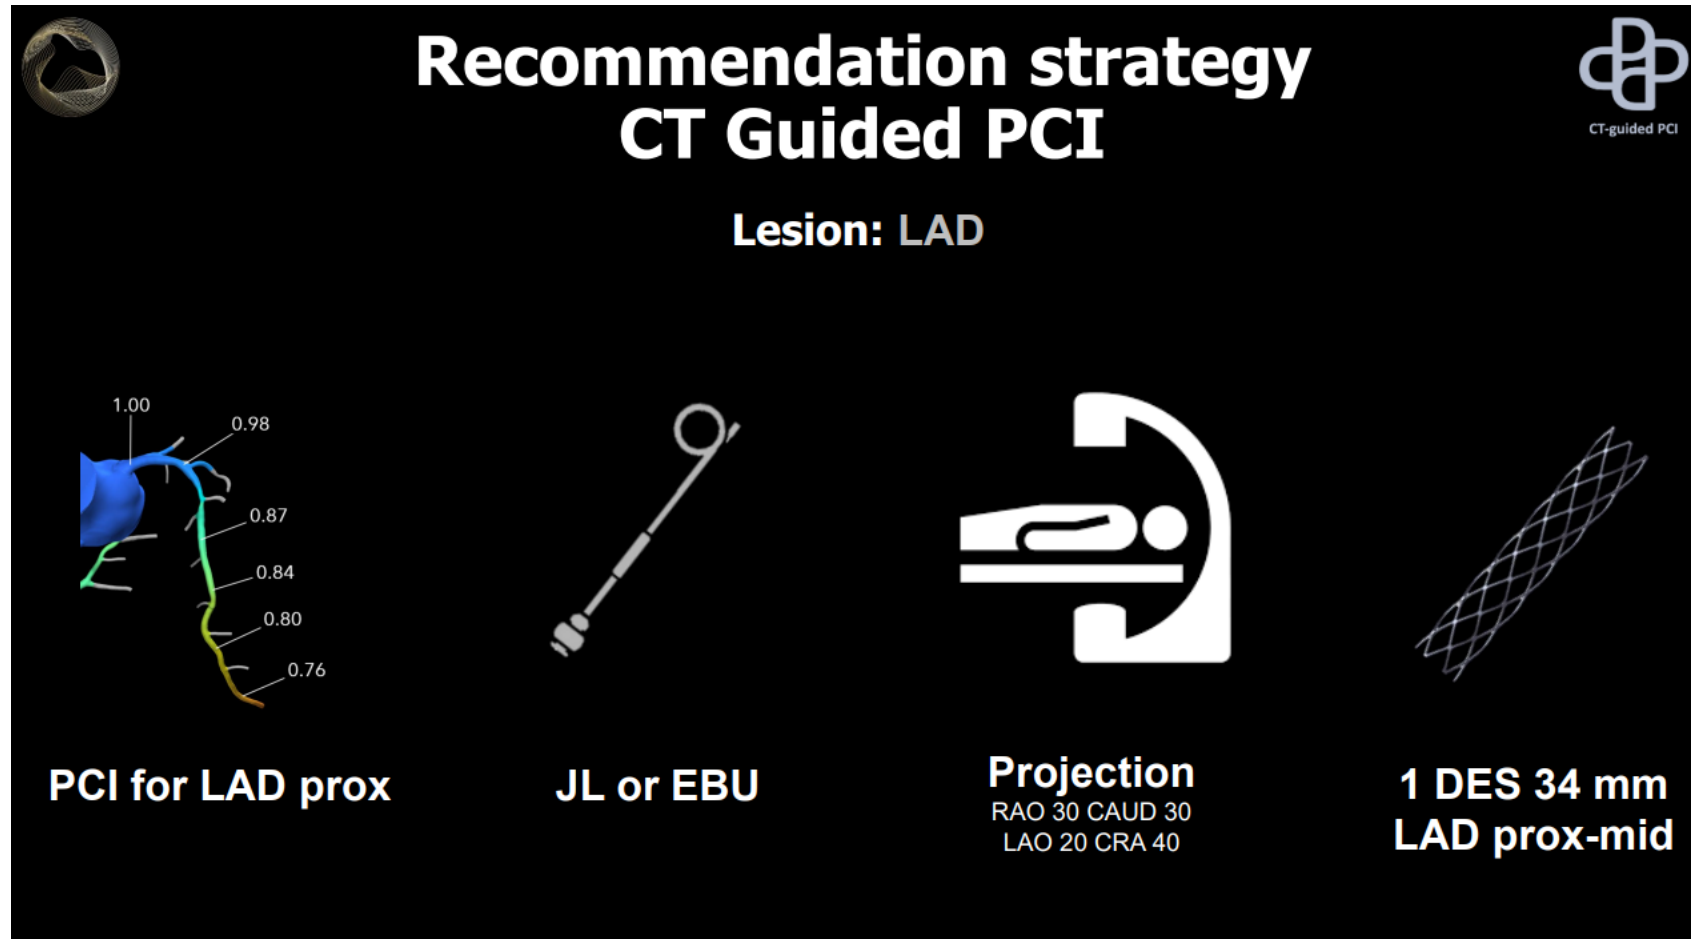 Recommendation strategy
CT Guided PCI
CT-guided PCI
Lesion: LAD
1.00
0.98
0.87
0.84
0.80
0.76
PCI for LAD prox
JL or EBU
Projection
RAO 30 CAUD 30
LAO 20 CRA 40
1 DES 34 mm
LAD prox-mid